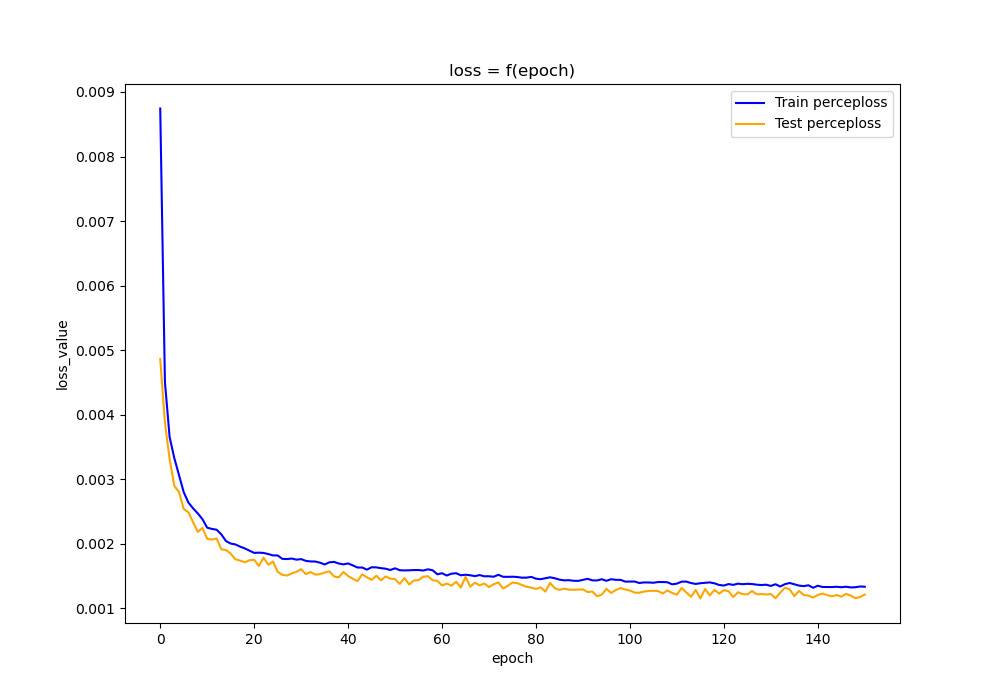 loss = f(epoch)
Train perceploss
Test perceploss
0.009
0.008
0.007
0.006
0.005
0.004
0.003
0.002
0.001
loss_value
0 20 40 60 80 100 120 140
epoch